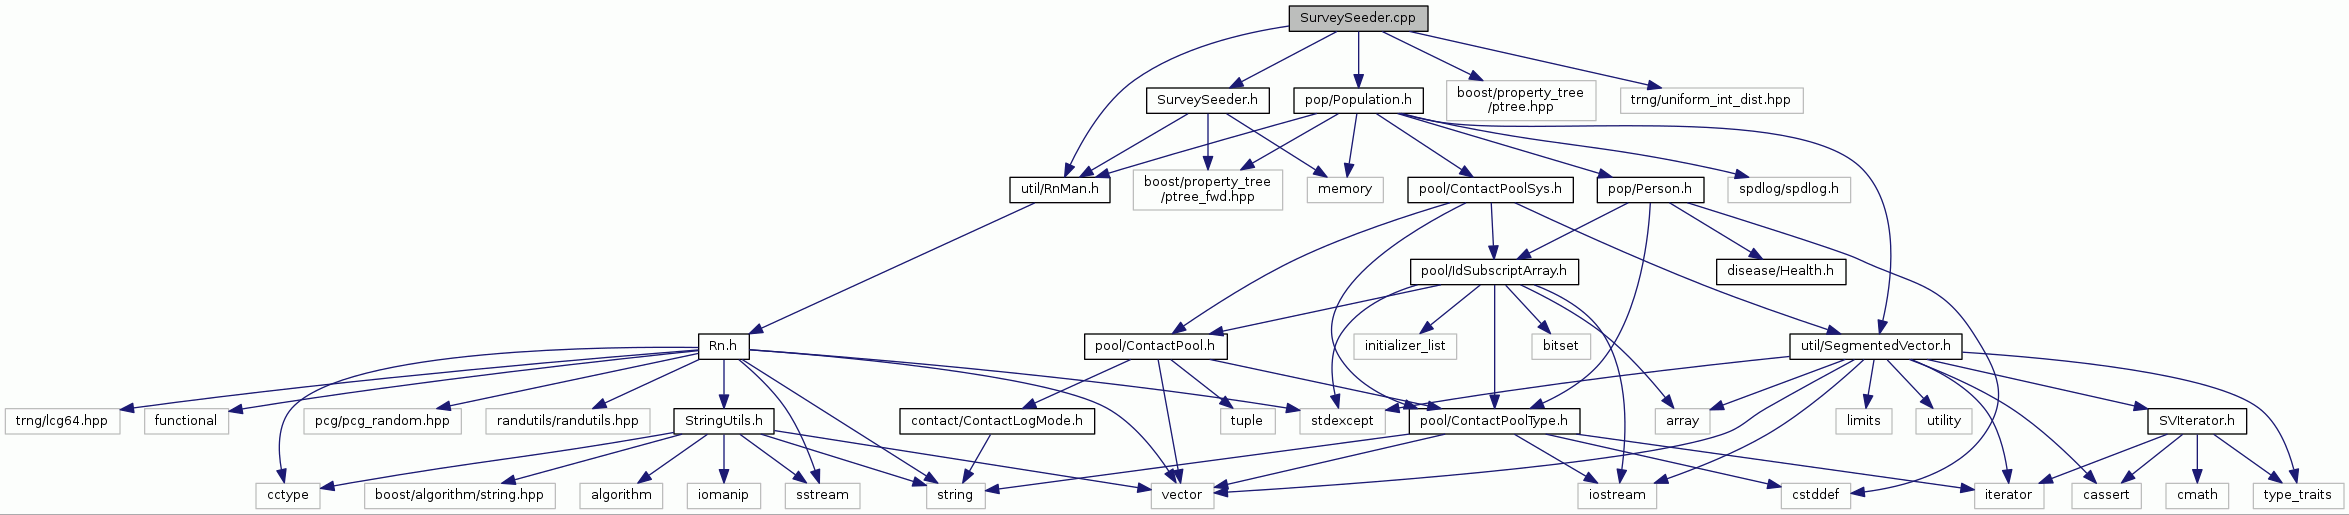 SurveySeeder.cpp
SurveySeeder.h
pop/Population.h
boost/property_tree
/ptree.hpp
trng/uniform_int_dist.hpp
util/RnMan.h
boost/property_tree
/ptree_fwd.hpp
memory
pool/ContactPoolSys.h
pop/Person.h
spdlog/spdlog.h
pool/IdSubscriptArray.h
disease/Health.h
Rn.h
pool/ContactPool.h
initializer_list
bitset
util/SegmentedVector.h
trng/lcg64.hpp
functional
pcg/pcg_random.hpp
randutils/randutils.hpp
StringUtils.h
contact/ContactLogMode.h
tuple
stdexcept
pool/ContactPoolType.h
array
limits
utility
SVIterator.h
cctype
boost/algorithm/string.hpp
algorithm
iomanip
sstream
string
vector
iostream
cstddef
iterator
cassert
cmath
type_traits